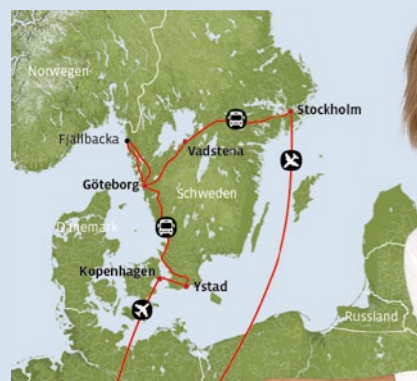 Norwegen
Stockholm
Fjällbacka
Vadstena
Göteborg
Schweden
Dänemark
Kopenhagen
Ystad
Russland